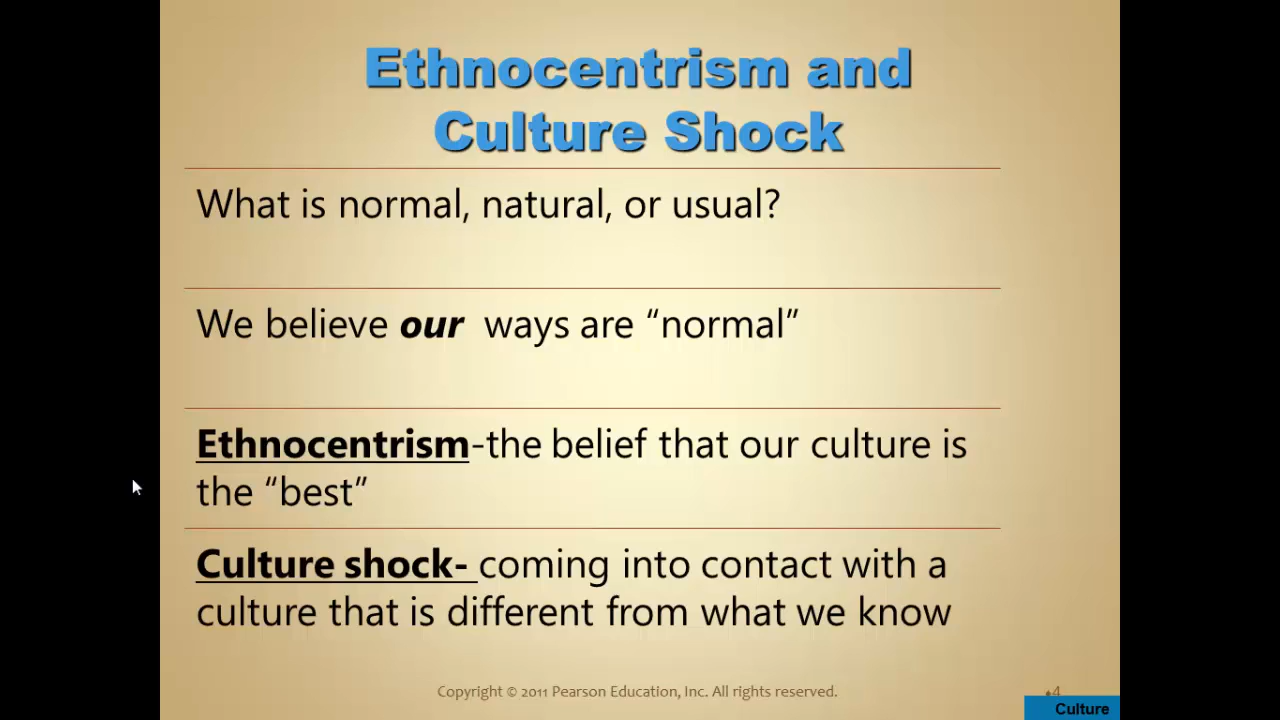 Ethnocentrism and
Culture Shock
What is normal, natural, or usual?
We believe our ways are “normal”
Ethnocentrism-the belief that our culture is
the “best”
Culture shock- coming into contact with a
culture that is different from what we know
Copyright © 2011 Pearson Education, Inc. All rights reserved.
♦4
Culture